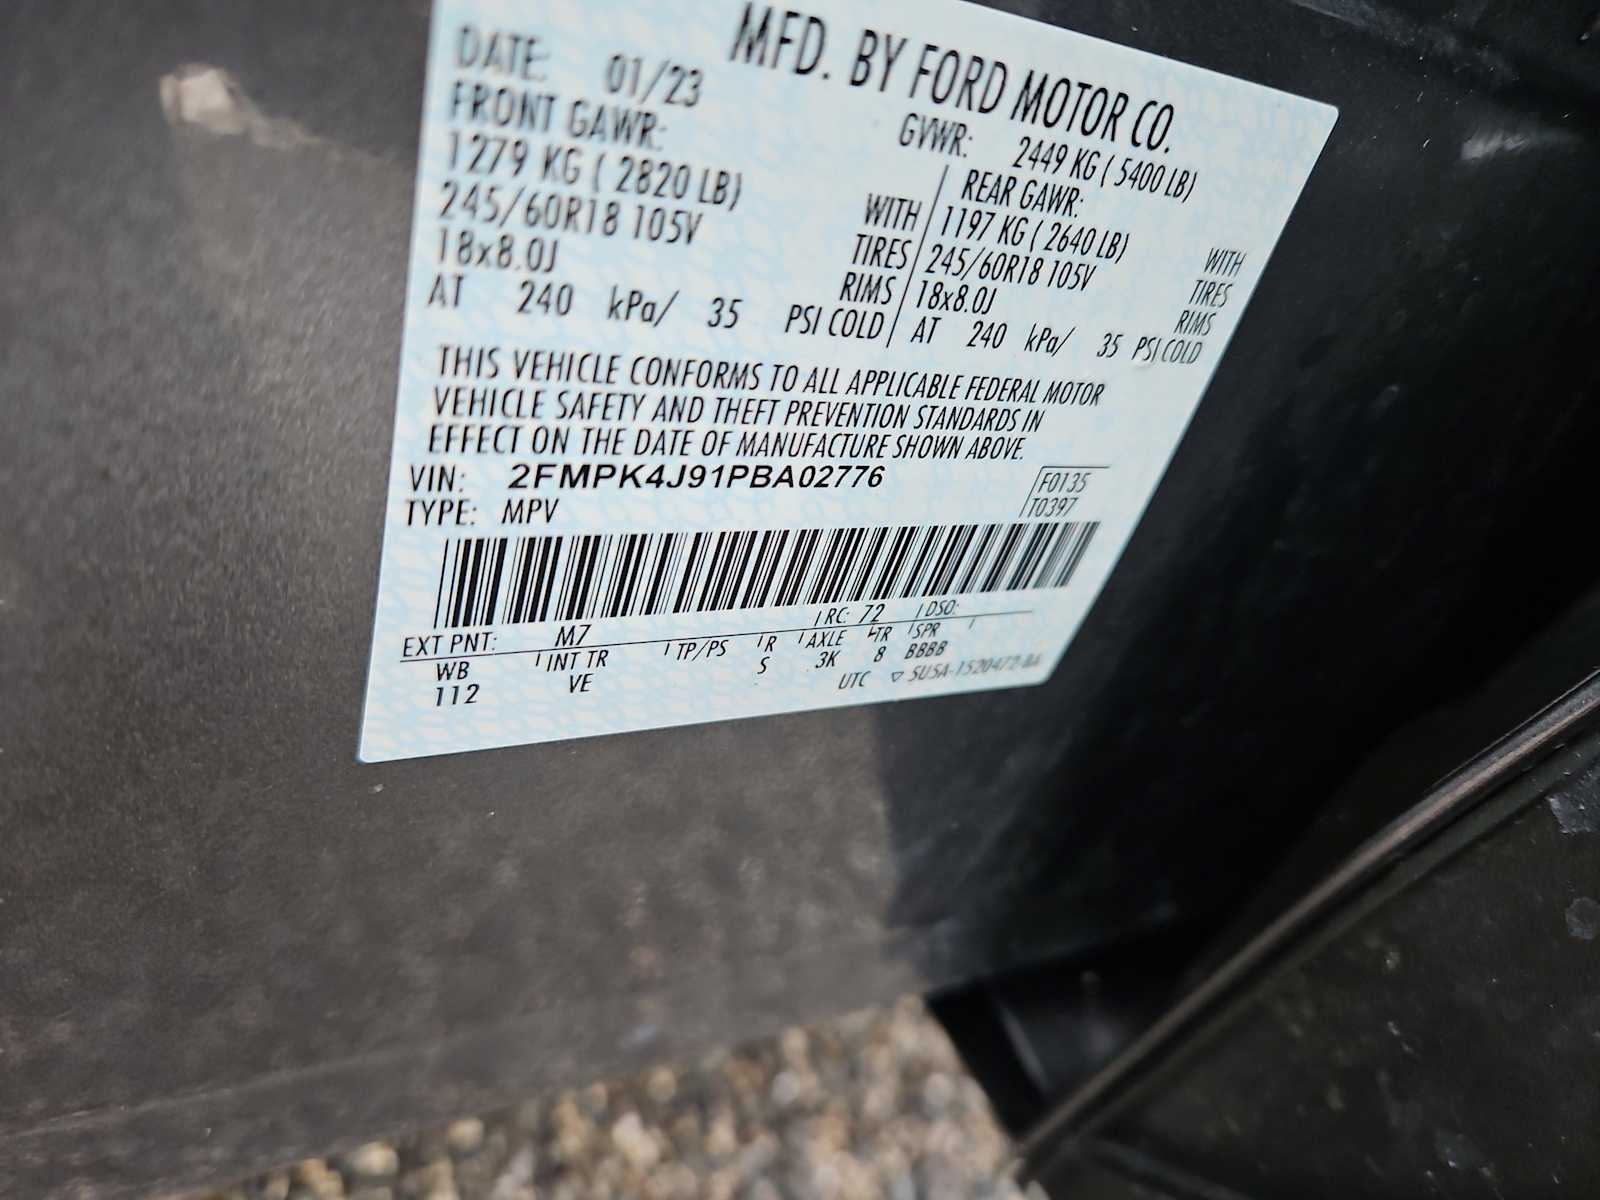 MFD. BY FORD MOTOR CO.
DATE: 01/23 GVWR: 2449 KG ( 5400 LB)
FRONT GAWR: REAR GAWR:
1279 KG ( 2820 LB) WITH 1197 KG ( 2640 LB) WITH
245/60R18 105V TIRES 245/60R18 105V TIRES
18x8.0J RIMS 18x8.0J RIMS
AT 240 kPa/ 35 PSI COLD AT 240 kPa/ 35 PSI COLD
THIS VEHICLE CONFORMS TO ALL APPLICABLE FEDERAL MOTOR
VEHICLE SAFETY AND THEFT PREVENTION STANDARDS IN
EFFECT ON THE DATE OF MANUFACTURE SHOWN ABOVE.
VIN: 2FMPK4J91PBA02776 F0135
TYPE: MPV T0397
EXT PNT: M7 RC: 72 DSO:
WB INT TR TP/PS R AXLE TR SPR
112 VE S 3K 8 BBBB
UTC